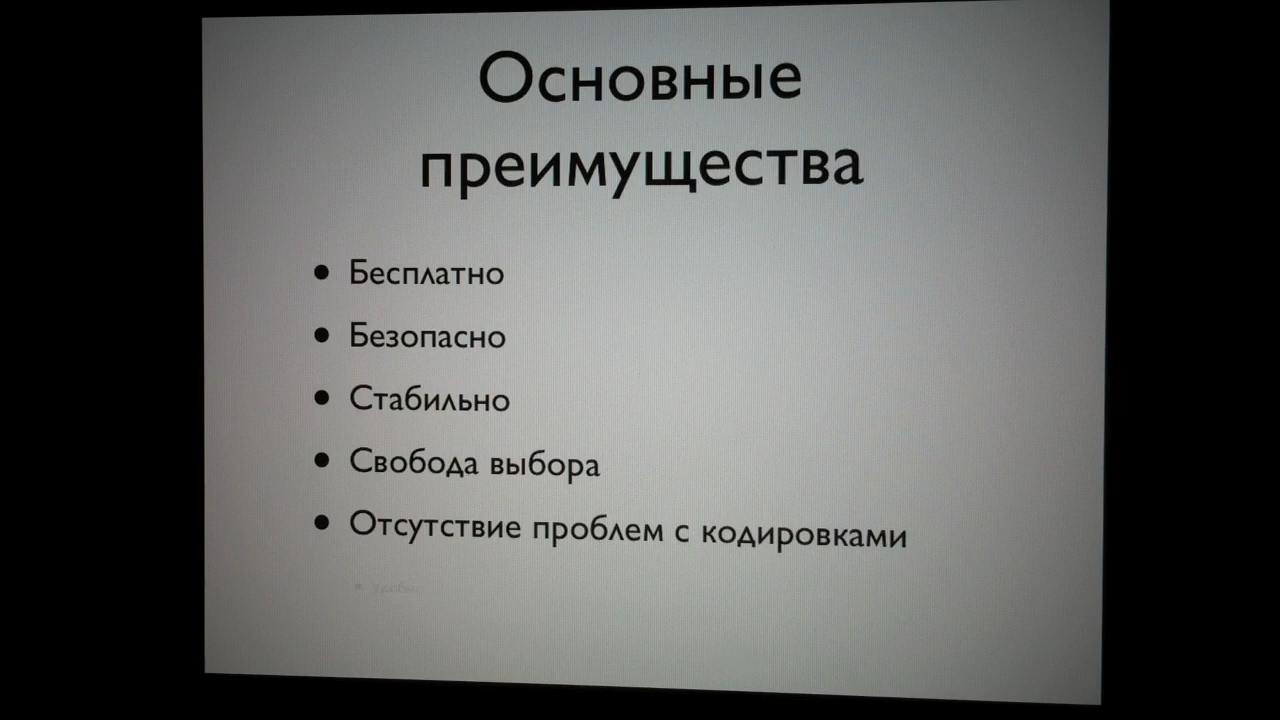 Основные
преимущества
• Бесплатно
• Безопасно
• Стабильно
• Свобода выбора
• Отсутствие проблем с кодировками